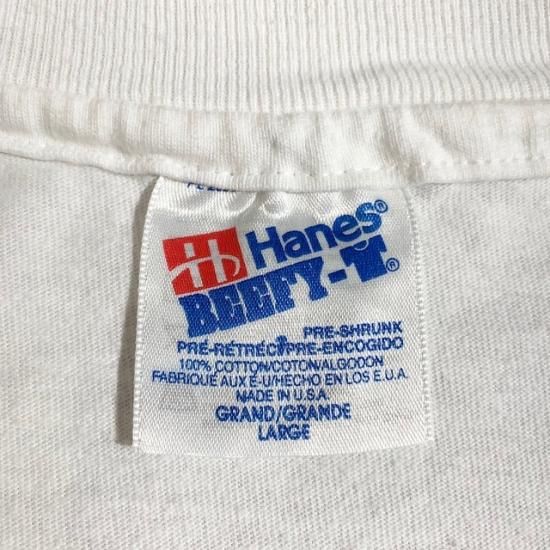 Hanes®
BEEFY-T®
PRE-SHRUNK
PRÉ-RÉTRÉCI/PRE-ENCOGIDO
100% COTTON/COTON/ALGODON
FABRIQUÉ AUX É-U/HECHO EN LOS E.U.A.
MADE IN U.S.A.
GRAND/GRANDE
LARGE